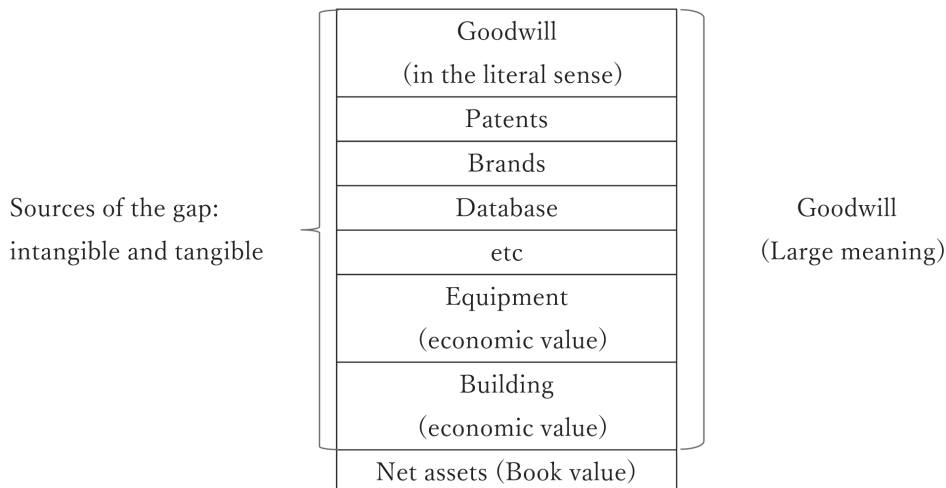 Goodwill
(in the literal sense)
Patents
Brands
Sources of the gap:
intangible and tangible
Database
etc
Goodwill
(Large meaning)
Equipment
(economic value)
Building
(economic value)
Net assets (Book value)